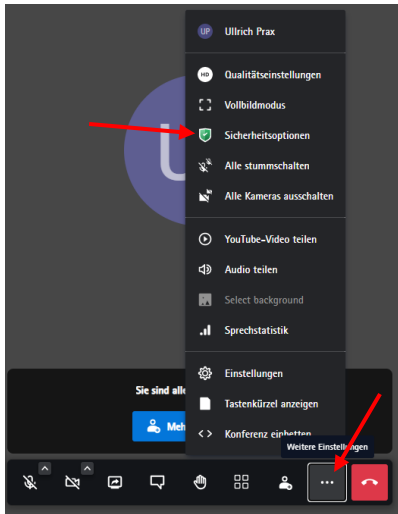 UP Ullrich Prax
HD Qualitätseinstellungen
Vollbildmodus
Sicherheitsoptionen
Alle stummschalten
Alle Kameras ausschalten
YouTube-Video teilen
Audio teilen
Select background
Sprechstatistik
Einstellungen
Tastenkürzel anzeigen
Konferenz einbetten
Sie sind alle
Meh
Weitere Einstellungen